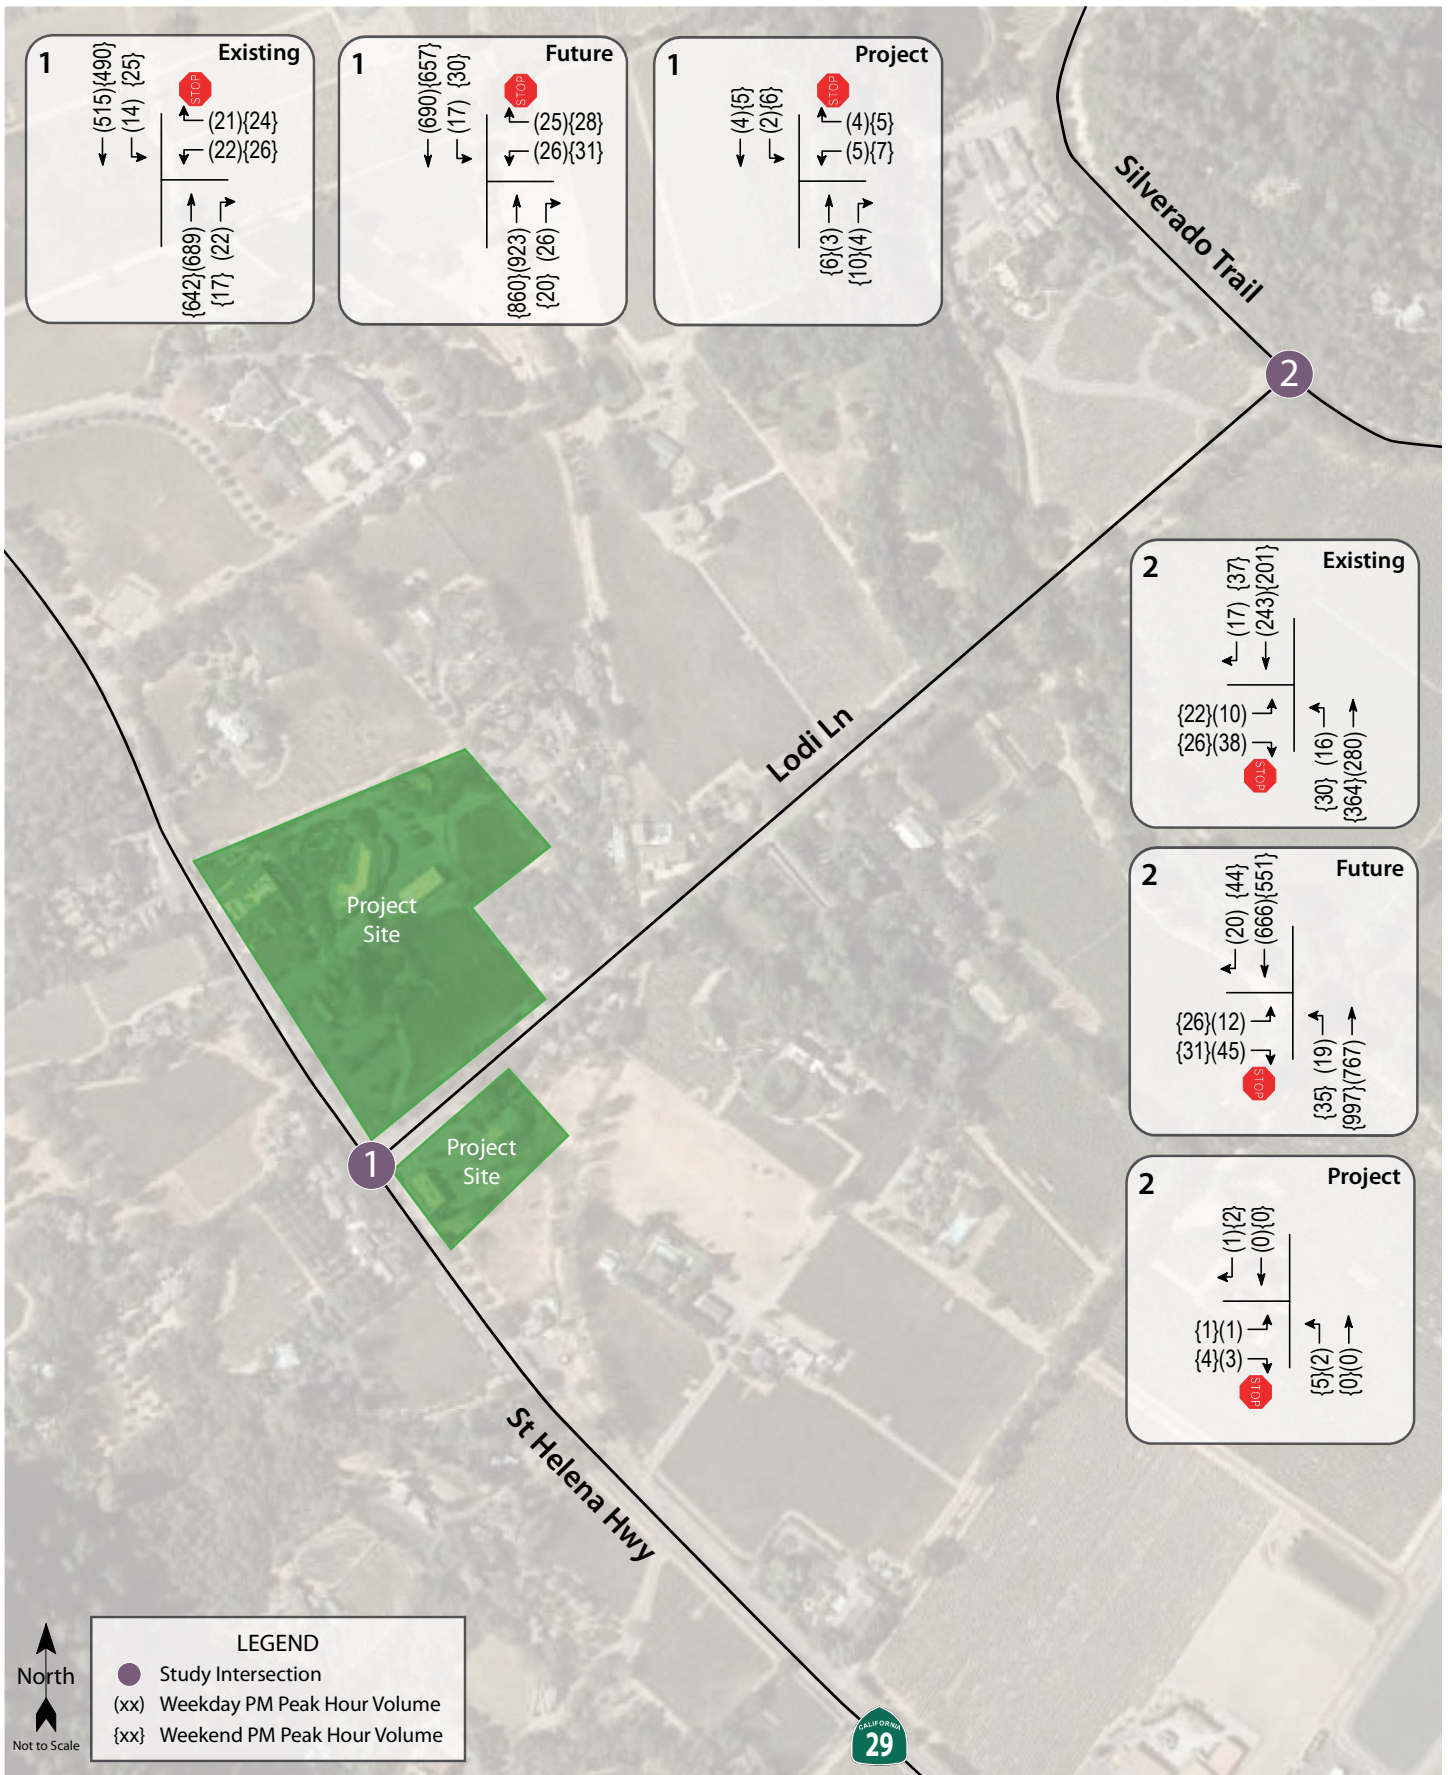 1 Existing
(515){490}
(14) {25}
STOP
(21){24}
(22){26}
{642}(689)
{17} (22)
1 Future
(690){657}
(17) {30}
STOP
(25){28}
(26){31}
{860}(923)
{20} (26)
1 Project
(4){5}
(2){6}
STOP
(4){5}
(5){7}
{6}(3)
{10}(4)
Silverado Trail
2
2 Existing
(17) {37}
(243){201}
{22}(10)
{26}(38)
STOP
{30} (16)
{364}(280)
Lodi Ln
2 Future
(20) {44}
(666){551}
{26}(12)
{31}(45)
STOP
{35} (19)
{997}(767)
Project
Site
Project
Site
1
2 Project
(1){2}
(0){0}
{1}(1)
{4}(3)
STOP
{5}(2)
{0}(0)
St Helena Hwy
North
Not to Scale
LEGEND
Study Intersection
(xx) Weekday PM Peak Hour Volume
{xx} Weekend PM Peak Hour Volume
CALIFORNIA
29